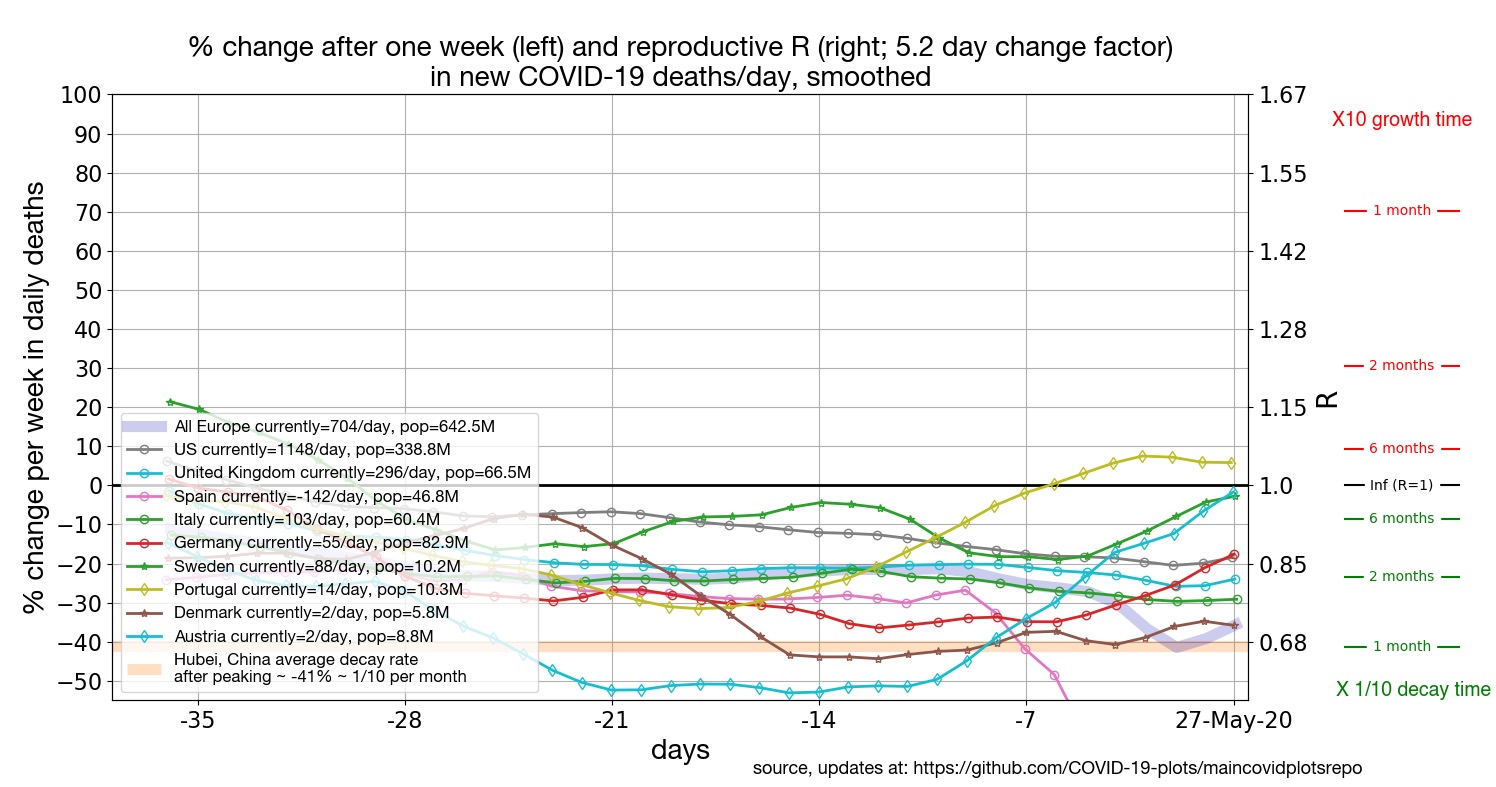 % change after one week (left) and reproductive R (right; 5.2 day change factor)
in new COVID-19 deaths/day, smoothed
% change per week in daily deaths
100
90
80
70
60
50
40
30
20
10
0
−10
−20
−30
−40
−50
All Europe currently=704/day, pop=642.5M
US currently=1148/day, pop=338.8M
United Kingdom currently=296/day, pop=66.5M
Spain currently=-142/day, pop=46.8M
Italy currently=103/day, pop=60.4M
Germany currently=55/day, pop=82.9M
Sweden currently=88/day, pop=10.2M
Portugal currently=14/day, pop=10.3M
Denmark currently=2/day, pop=5.8M
Austria currently=2/day, pop=8.8M
Hubei, China average decay rate
after peaking ~ -41% ~ 1/10 per month
1.67
1.55
1.42
1.28
1.15
1.0
0.85
0.68
R
X10 growth time
1 month
2 months
6 months
Inf (R=1)
6 months
2 months
1 month
X 1/10 decay time
-35
-28
-21
-14
-7
27-May-20
days
source, updates at: https://github.com/COVID-19-plots/maincovidplotsrepo